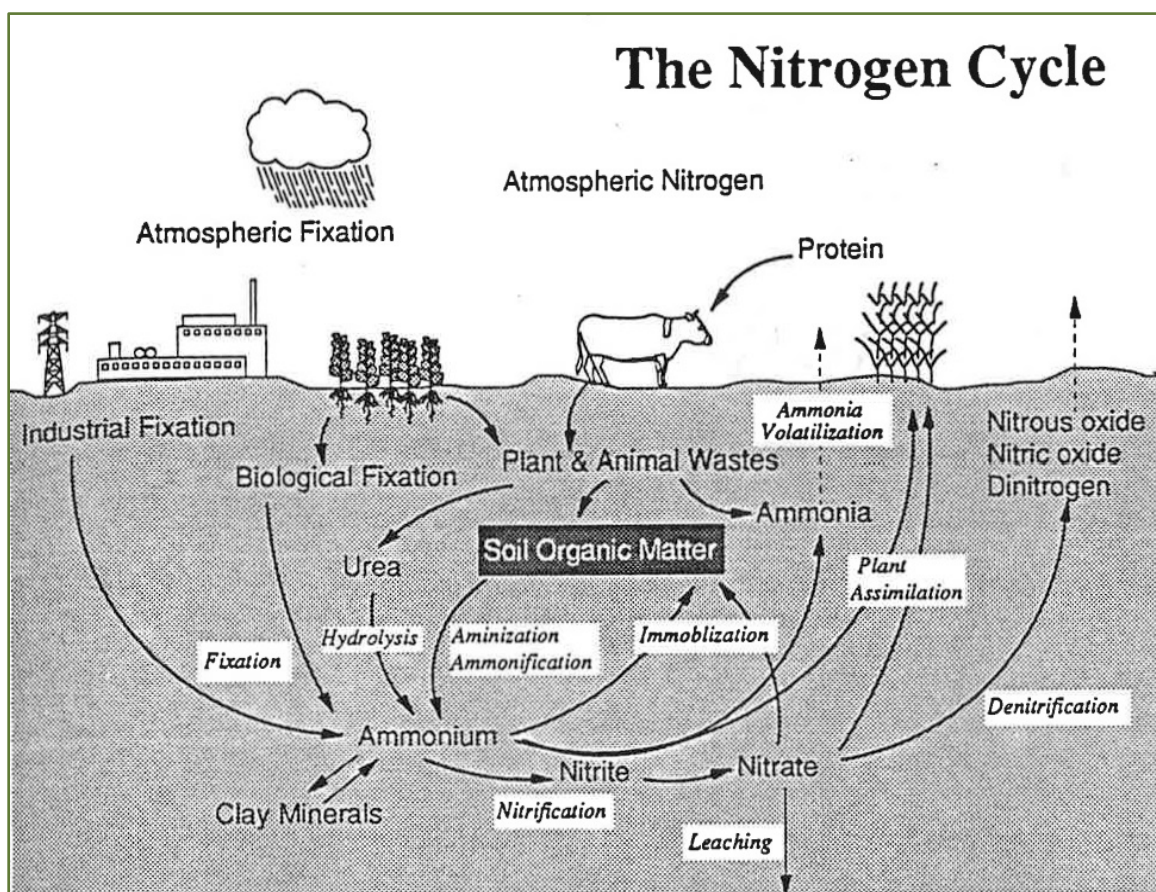 The Nitrogen Cycle
Atmospheric Nitrogen
Atmospheric Fixation
Protein
Industrial Fixation
Biological Fixation
Plant & Animal Wastes
Ammonia
Volatilization
Nitrous oxide
Nitric oxide
Dinitrogen
Ammonia
Soil Organic Matter
Urea
Plant
Assimilation
Hydrolysis
Aminization
Ammonification
Immoblization
Fixation
Denitrification
Ammonium
Nitrite
Nitrate
Clay Minerals
Nitrification
Leaching